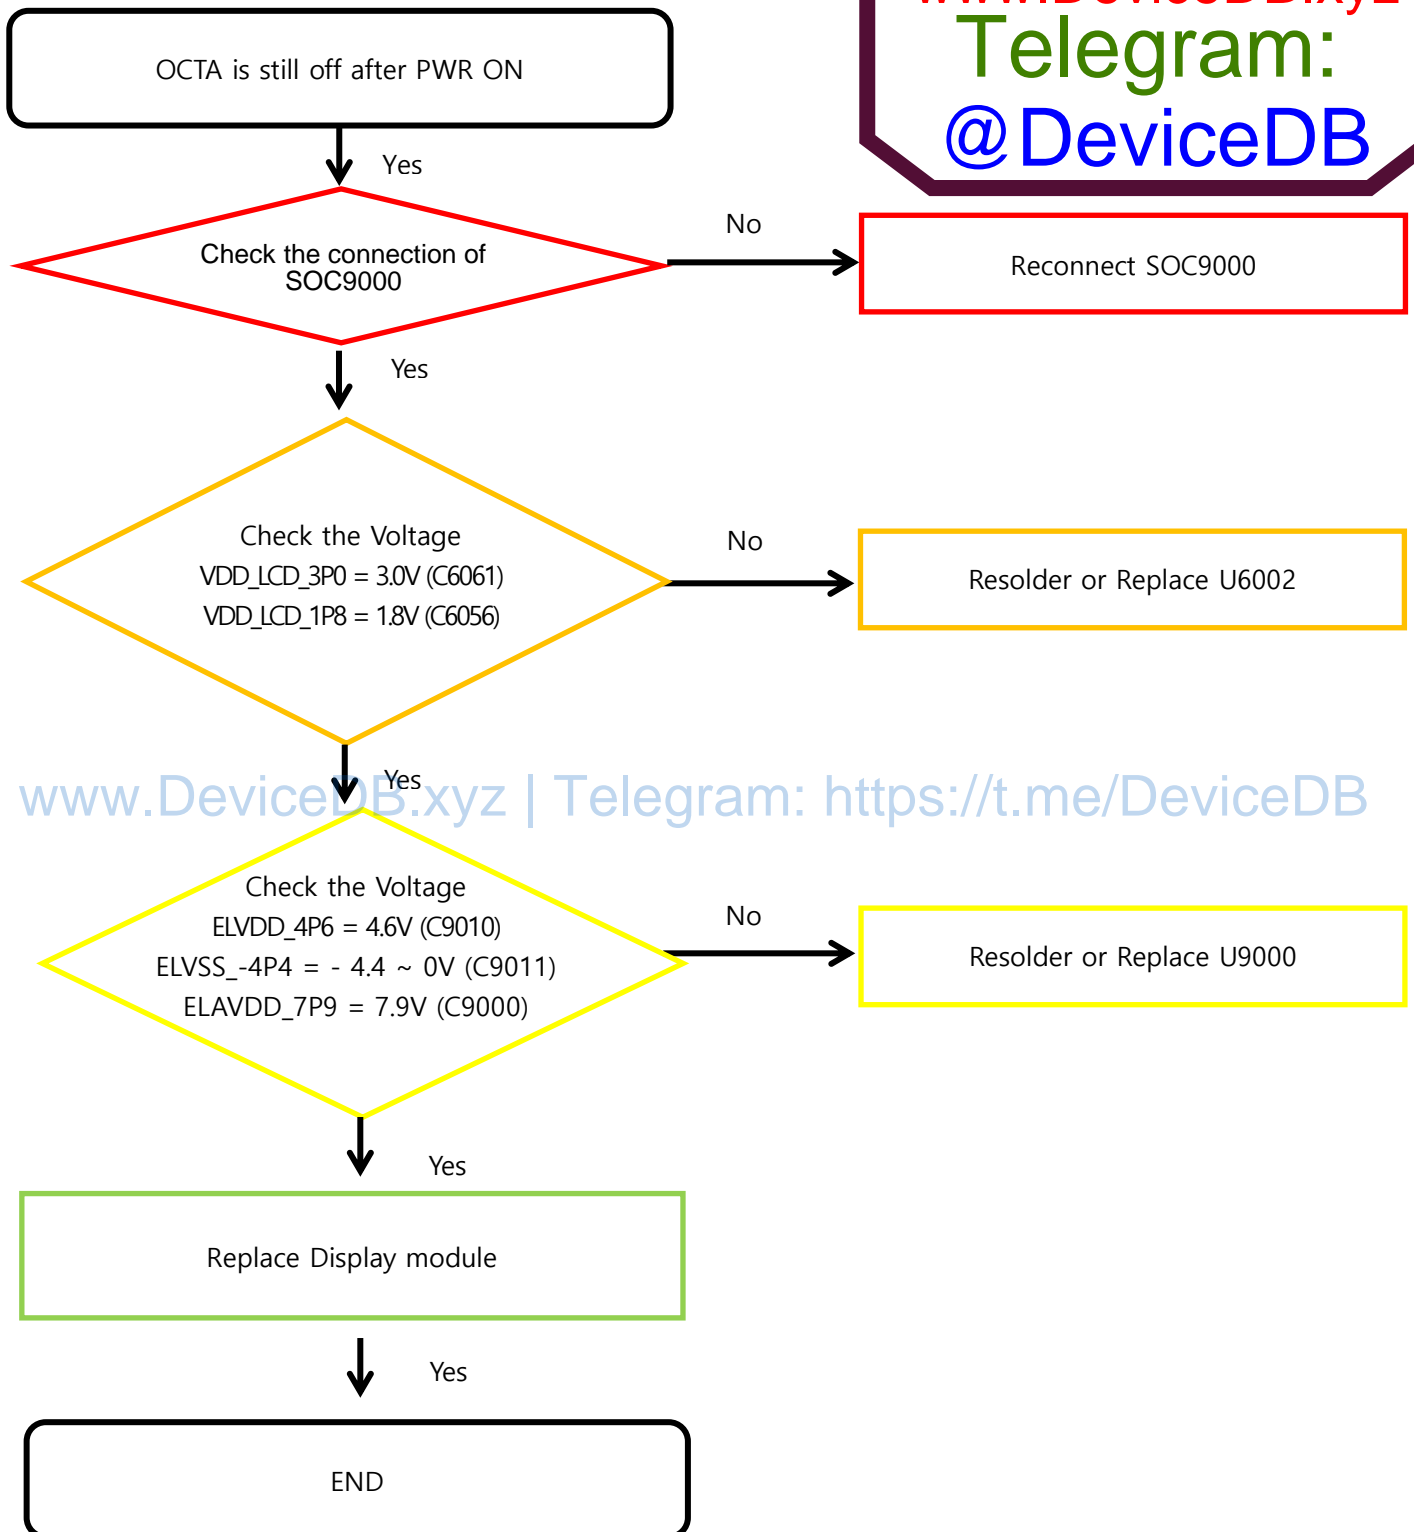 www.DeviceDB.xyz
Telegram:
@DeviceDB
OCTA is still off after PWR ON
Yes
Check the connection of
SOC9000
No
Reconnect SOC9000
Yes
Check the Voltage
VDD_LCD_3P0 = 3.0V (C6061)
VDD_LCD_1P8 = 1.8V (C6056)
No
Resolder or Replace U6002
Yes
www.DeviceDB.xyz | Telegram: https://t.me/DeviceDB
Check the Voltage
ELVDD_4P6 = 4.6V (C9010)
ELVSS_-4P4 = - 4.4 ~ 0V (C9011)
ELAVDD_7P9 = 7.9V (C9000)
No
Resolder or Replace U9000
Yes
Replace Display module
Yes
END